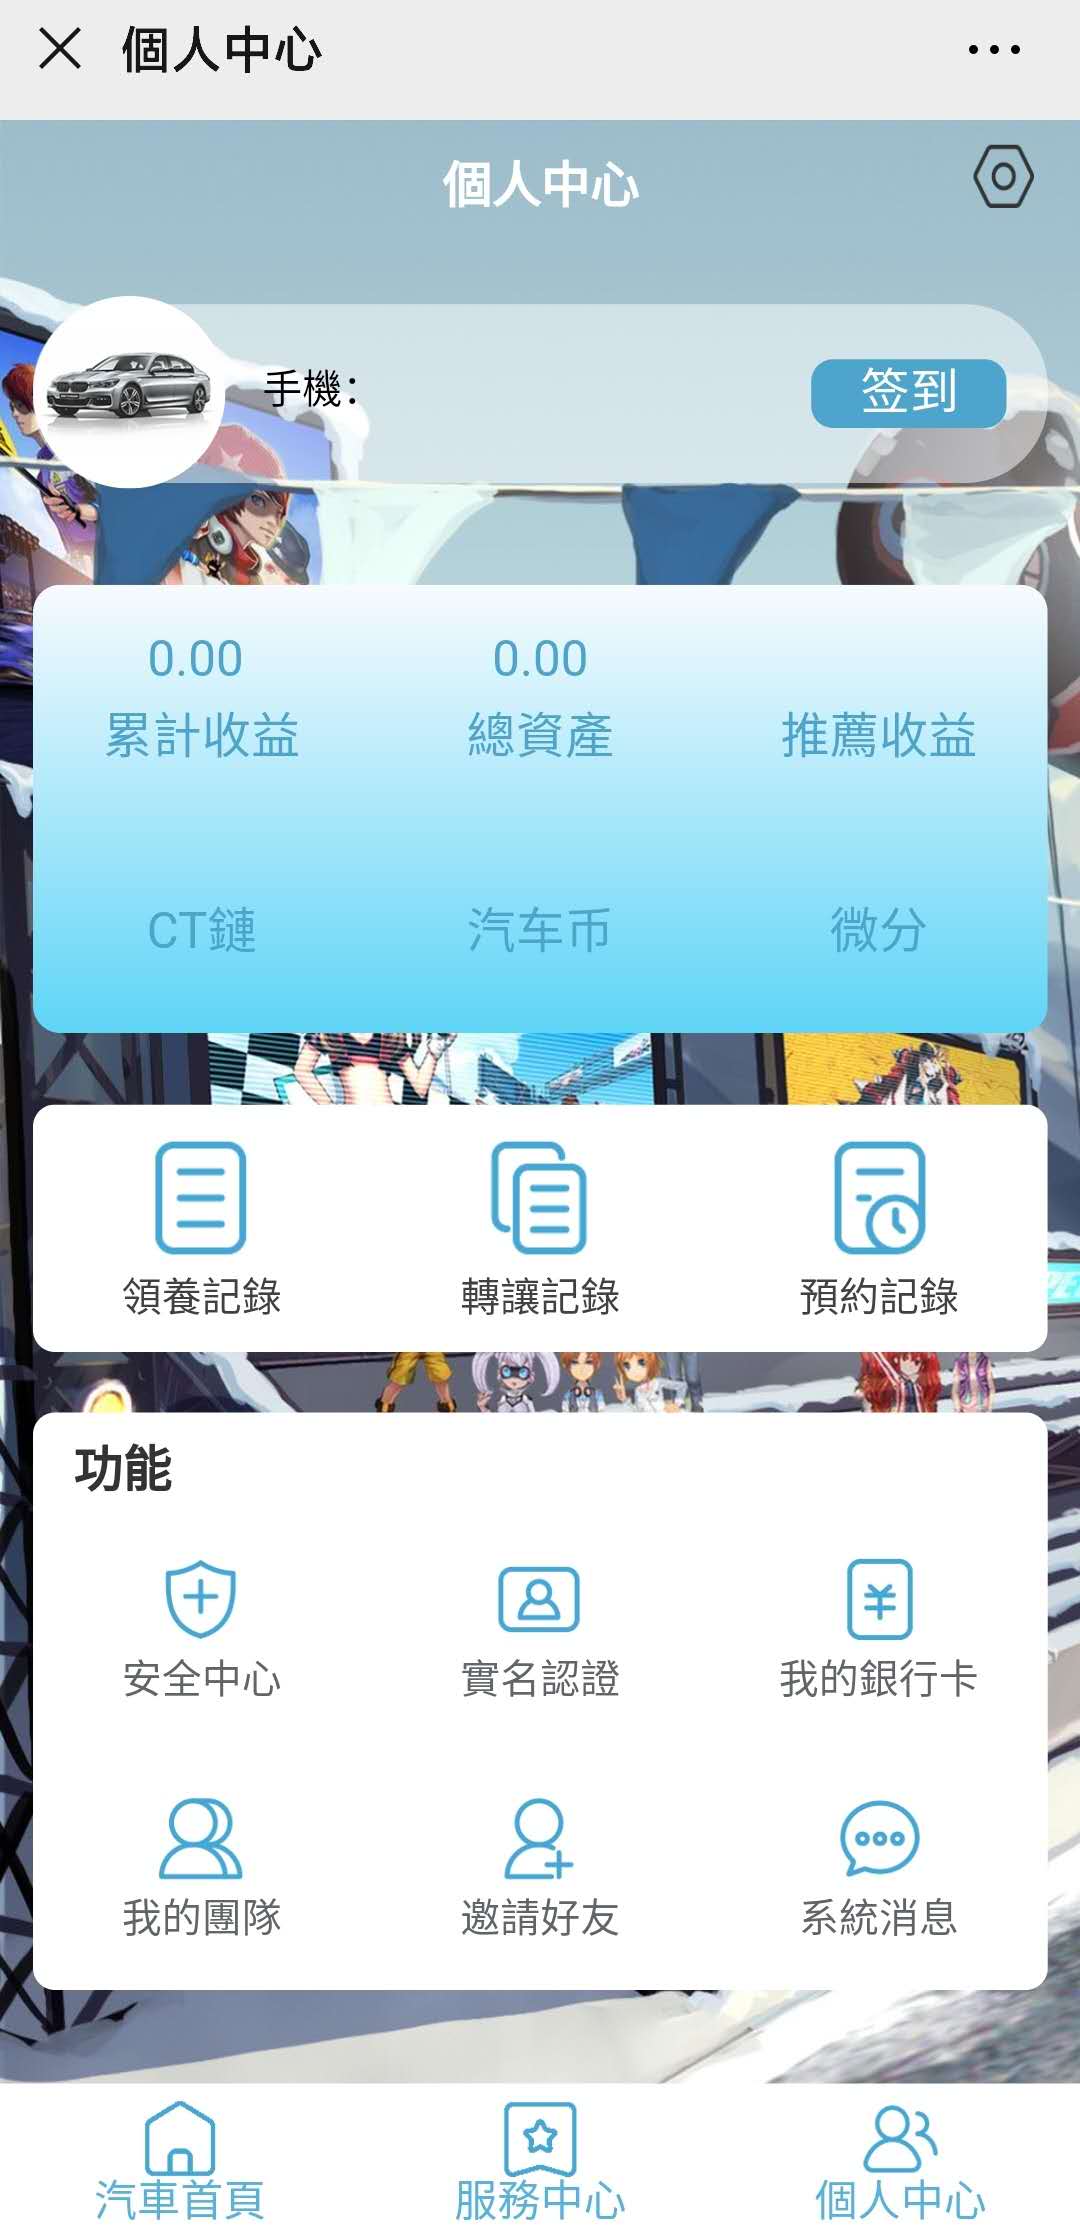 個人中心
個人中心
手機：
签到
0.00
0.00
累計收益
總資產
推薦收益
CT鏈
汽车币
微分
領養記錄
轉讓記錄
預約記錄
功能
安全中心
實名認證
我的銀行卡
我的團隊
邀請好友
系統消息
汽車首頁
服務中心
個人中心